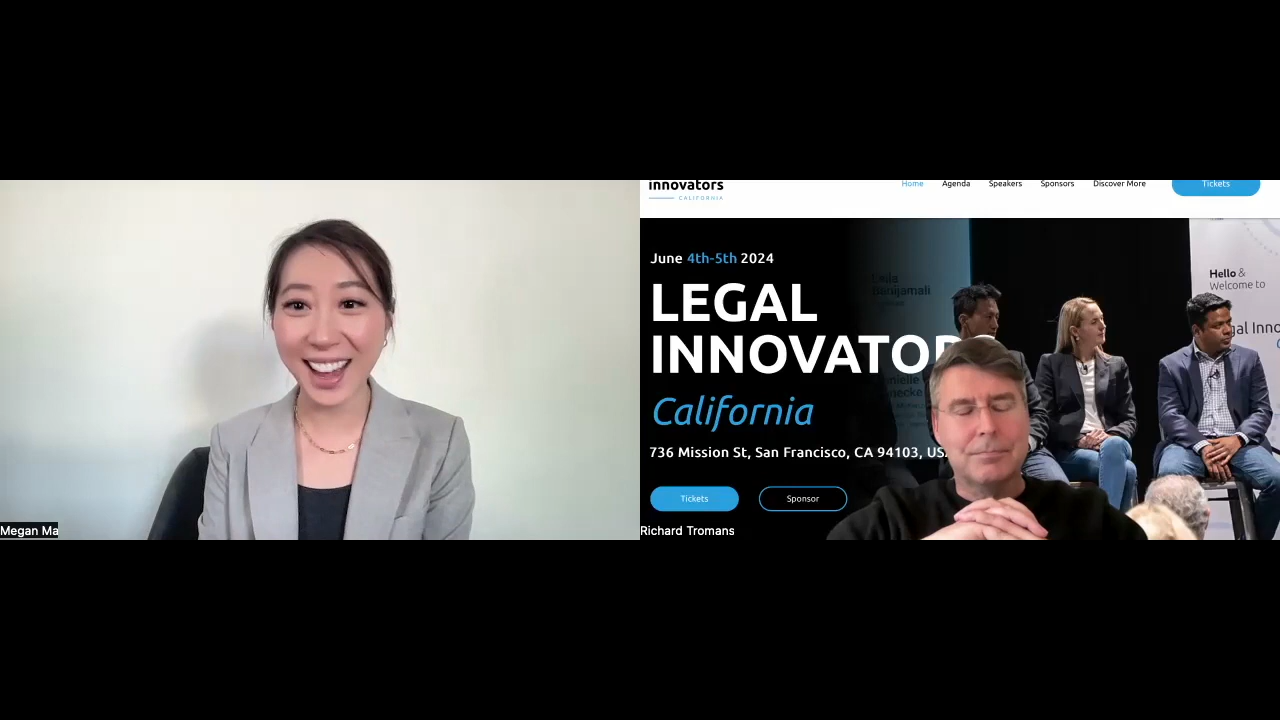 Megan Ma
innovators
CALIFORNIA
Home Agenda Speakers Sponsors Discover More Tickets
June 4th-5th 2024
LEGAL
INNOVATORS
California
736 Mission St, San Francisco, CA 94103, US
Tickets Sponsor
Richard Tromans
Hello &
Welcome to
gal Inno